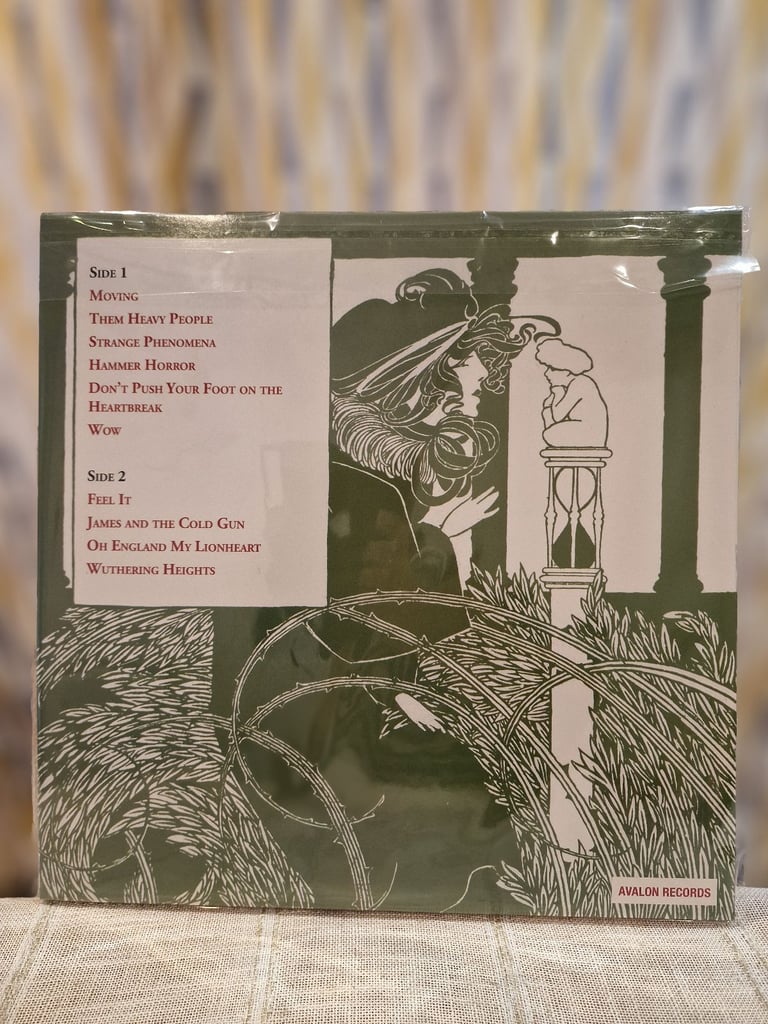 Side 1
Moving
Them Heavy People
Strange Phenomena
Hammer Horror
Don't Push Your Foot on the
Heartbreak
Wow
Side 2
Feel It
James and the Cold Gun
Oh England My Lionheart
Wuthering Heights
AVALON RECORDS